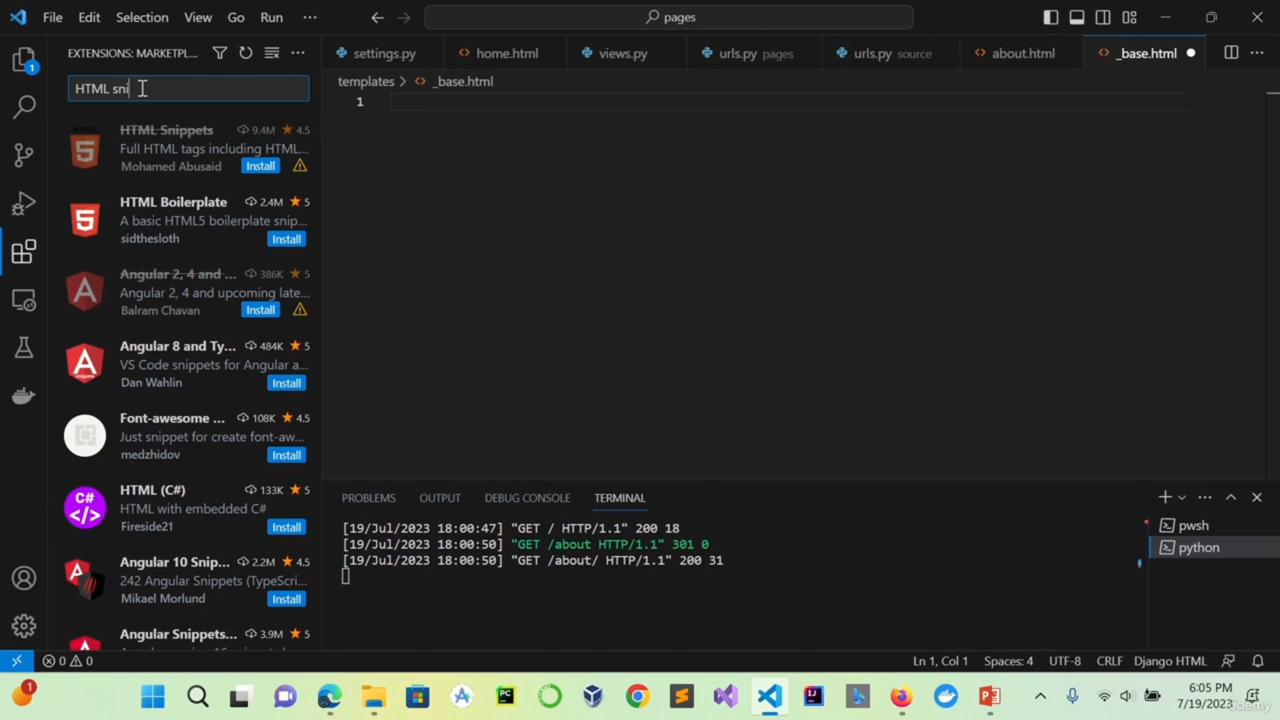 File Edit Selection View Go Run ··· pages
EXTENSIONS: MARKETPL...
HTML sni
HTML Snippets 9.4M 4.5
Full HTML tags including HTML...
Mohamed Abusaid Install
HTML Boilerplate 2.4M 5
A basic HTML5 boilerplate snip...
sidthesloth Install
Angular 2, 4 and ... 386K 5
Angular 2, 4 and upcoming late...
Balram Chavan Install
Angular 8 and Ty... 484K 5
VS Code snippets for Angular a...
Dan Wahlin Install
Font-awesome ... 108K 4.5
Just snippet for create font-aw...
medzhidov Install
HTML (C#) 133K 5
HTML with embedded C#
Fireside21 Install
Angular 10 Snip... 2.2M 5
242 Angular Snippets (TypeScri...
Mikael Morlund Install
Angular Snippets... 3.9M 5
settings.py home.html views.py urls.py pages urls.py source about.html _base.html
templates > _base.html
1
PROBLEMS OUTPUT DEBUG CONSOLE TERMINAL
[19/Jul/2023 18:00:47] "GET / HTTP/1.1" 200 18
[19/Jul/2023 18:00:50] "GET /about HTTP/1.1" 301 0
[19/Jul/2023 18:00:50] "GET /about/ HTTP/1.1" 200 31
pwsh
python
0 0 Ln 1, Col 1 Spaces: 4 UTF-8 CRLF Django HTML
6:05 PM
7/19/2023
Udemy